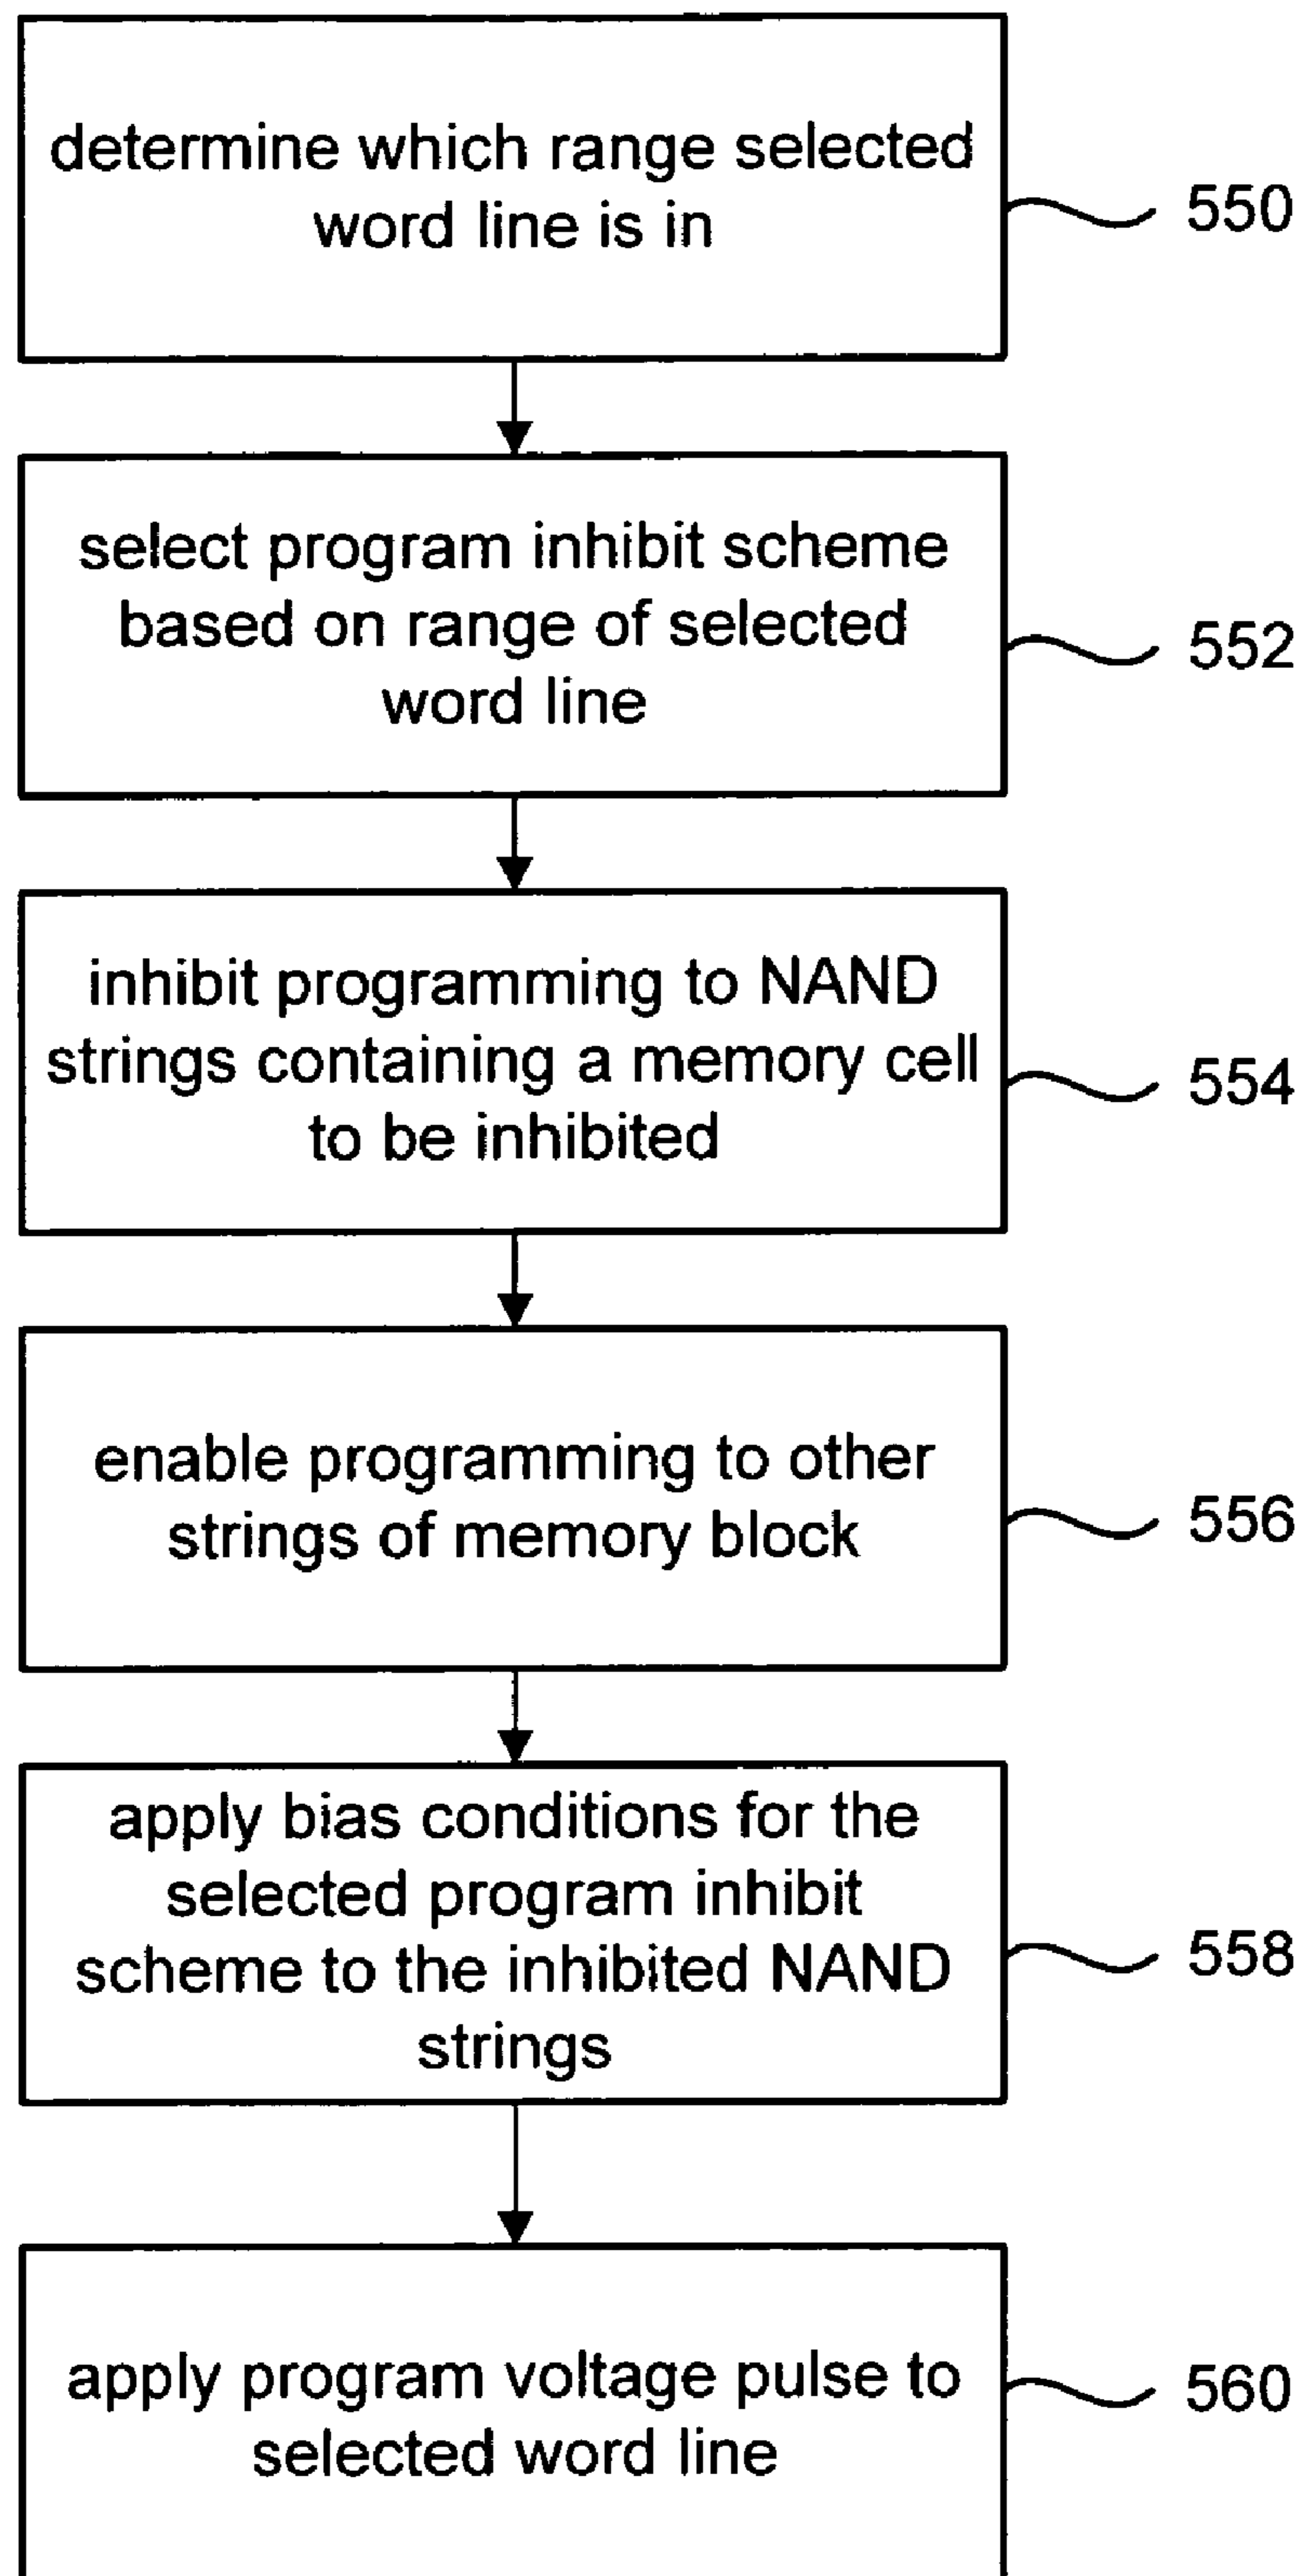 determine which range selected
word line is in
550
select program inhibit scheme
based on range of selected
word line
552
inhibit programming to NAND
strings containing a memory cell
to be inhibited
554
enable programming to other
strings of memory block
556
apply bias conditions for the
selected program inhibit
scheme to the inhibited NAND
strings
558
apply program voltage pulse to
selected word line
560